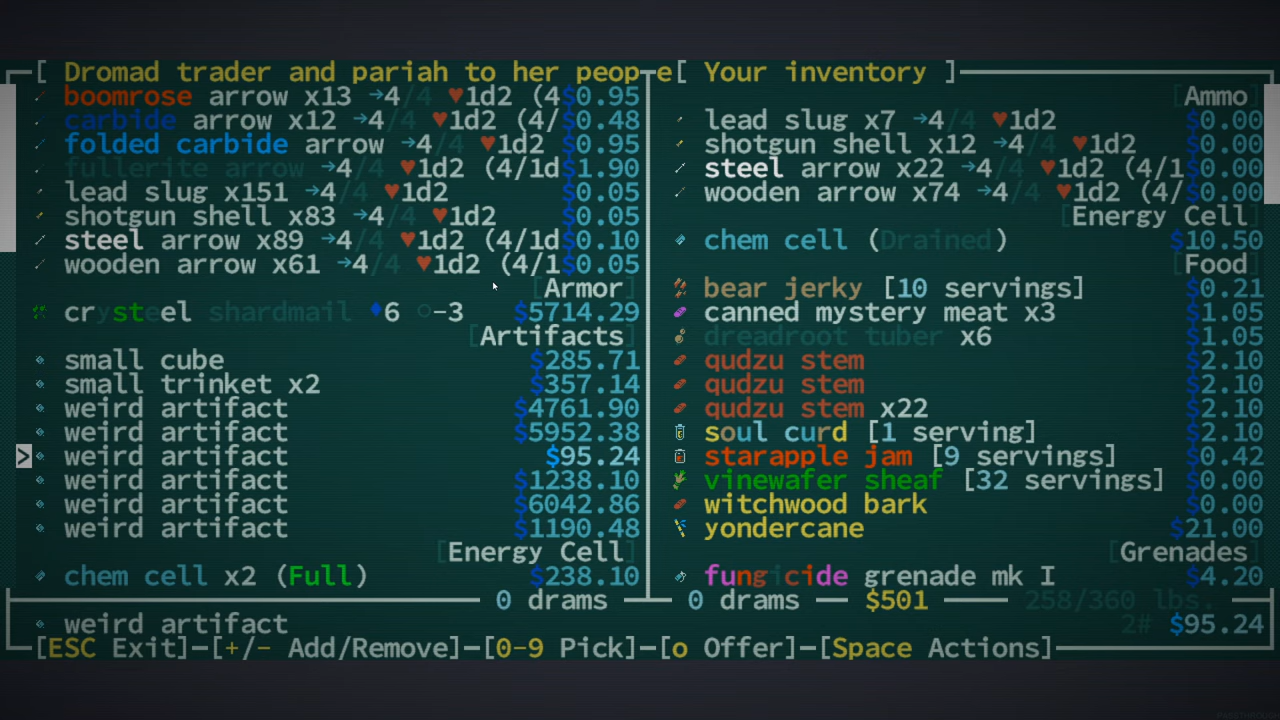 [ Dromad trader and pariah to her people[ Your inventory ]
boomrose arrow x13 →4/4 ♥1d2 (4 $0.95
carbide arrow x12 →4/4 ♥1d2 (4/ $0.48
folded carbide arrow →4/4 ♥1d2 $0.95
fullerite arrow →4/4 ♥1d2 (4/1d $1.90
lead slug x151 →4/4 ♥1d2 $0.05
shotgun shell x83 →4/4 ♥1d2 $0.05
steel arrow x89 →4/4 ♥1d2 (4/1d $0.10
wooden arrow x61 →4/4 ♥1d2 (4/1 $0.05
[Armor]
crysteel shardmail ♦6 ○-3 $5714.29
[Artifacts]
small cube $285.71
small trinket x2 $357.14
weird artifact $4761.90
weird artifact $5952.38
> weird artifact $95.24
weird artifact $1238.10
weird artifact $6042.86
weird artifact $1190.48
[Energy Cell]
chem cell x2 (Full) $238.10
[Ammo]
lead slug x7 →4/4 ♥1d2 $0.00
shotgun shell x12 →4/4 ♥1d2 $0.00
steel arrow x22 →4/4 ♥1d2 (4/1 $0.00
wooden arrow x74 →4/4 ♥1d2 (4/ $0.00
[Energy Cell]
chem cell (Drained) $10.50
[Food]
bear jerky [10 servings] $0.21
canned mystery meat x3 $1.05
dreadroot tuber x6 $1.05
qudzu stem $2.10
qudzu stem $2.10
qudzu stem x22 $2.10
soul curd [1 serving] $2.10
starapple jam [9 servings] $0.42
vinewafer sheaf [32 servings] $0.00
witchwood bark $0.00
yondercane $21.00
[Grenades]
fungicide grenade mk I $4.20
0 drams 0 drams $501 258/360 lbs.
weird artifact 2# $95.24
[ESC Exit]-[+/- Add/Remove]-[0-9 Pick]-[o Offer]-[Space Actions]